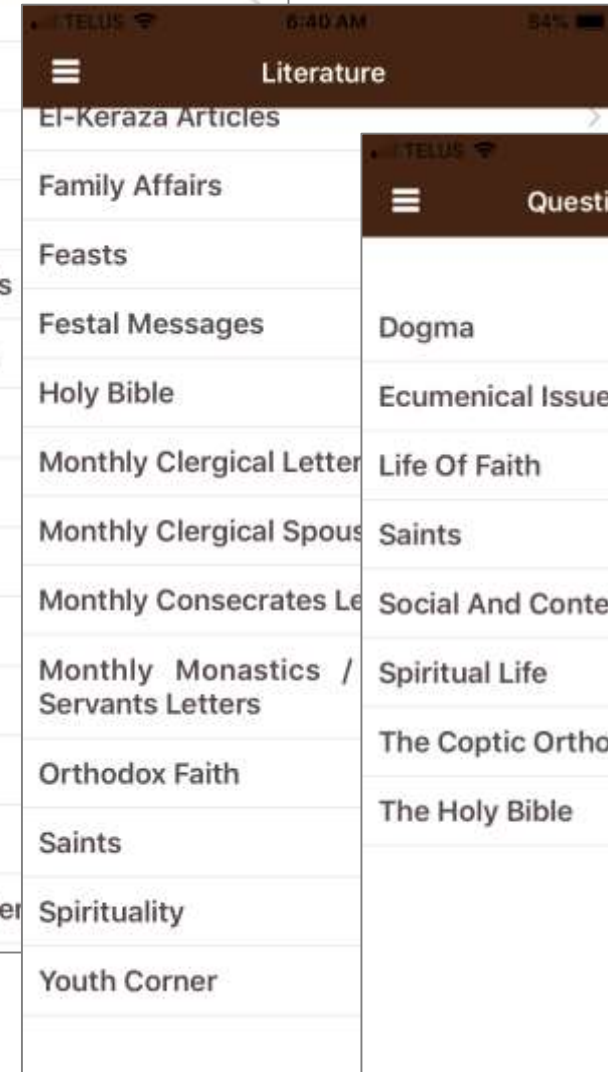 TELUS 6:40 AM 54%
Literature
El-Keraza Articles
Family Affairs
Feasts
Festal Messages
Holy Bible
Monthly Clergical Letter
Monthly Clergical Spous
Monthly Consecrates Le
Monthly Monastics /
Servants Letters
Orthodox Faith
Saints
Spirituality
Youth Corner
TELUS
Questi
Dogma
Ecumenical Issue
Life Of Faith
Saints
Social And Conte
Spiritual Life
The Coptic Ortho
The Holy Bible
s
er